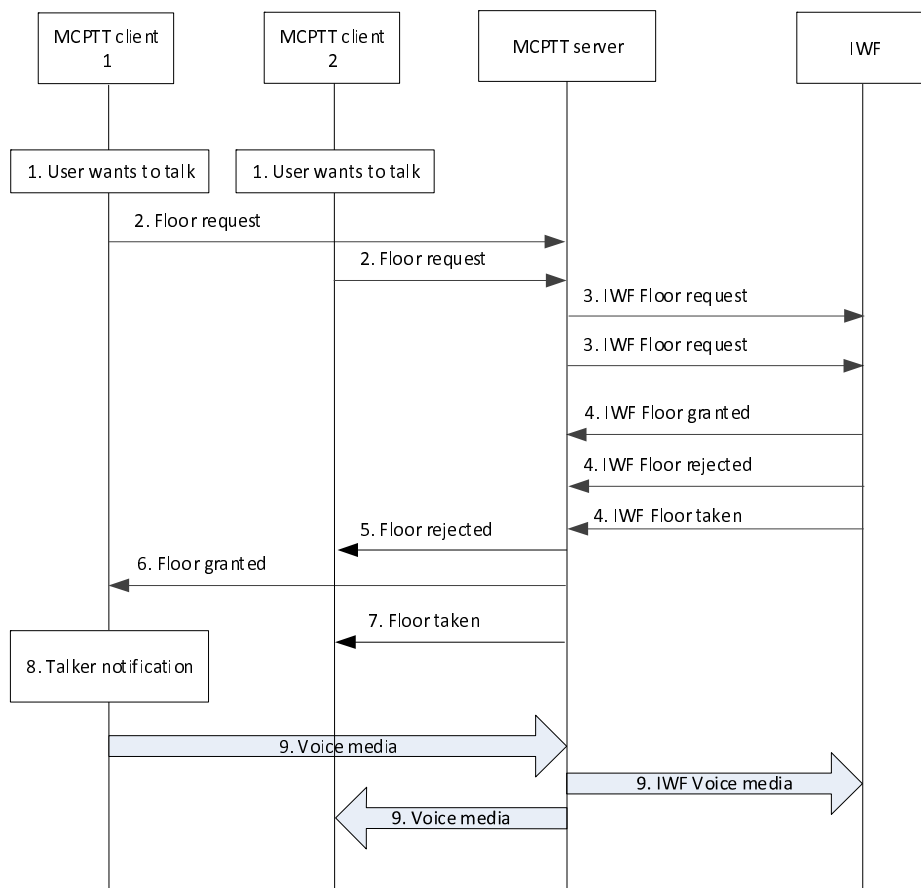 MCPTT client
1
MCPTT client
2
MCPTT server
IWF
1. User wants to talk
1. User wants to talk
2. Floor request
2. Floor request
3. IWF Floor request
3. IWF Floor request
4. IWF Floor granted
4. IWF Floor rejected
4. IWF Floor taken
5. Floor rejected
6. Floor granted
7. Floor taken
8. Talker notification
9. Voice media
9. IWF Voice media
9. Voice media